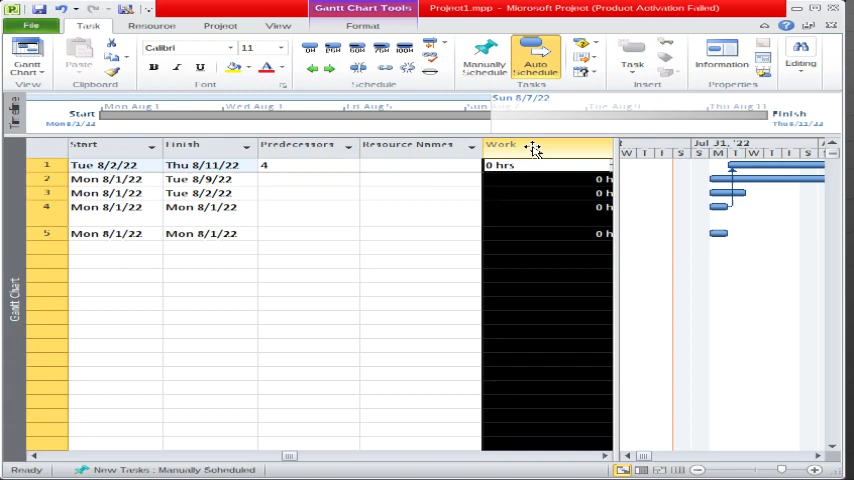 Gantt Chart Tools Project1.mpp - Microsoft Project (Product Activation Failed)
File Task Resource Project View Format
Gantt Chart
Paste
Calibri 11
B I U A
Manually Schedule
Auto Schedule
Task
Information
Editing
View Clipboard Font Schedule Tasks Insert Properties
Timeline
Sun 8/7/22
Start
Mon 8/1/22
Mon Aug 1 Wed Aug 3 Fri Aug 5 Sun Aug 7 Tue Aug 9 Thu Aug 11
Finish
Thu 8/11/22
Start Finish Predecessors Resource Names Work
Jul 31, '22
W T F S S M T W T F S
1 Tue 8/2/22 Thu 8/11/22 4 0 hrs
2 Mon 8/1/22 Tue 8/9/22 0 h
3 Mon 8/1/22 Tue 8/2/22 0 h
4 Mon 8/1/22 Mon 8/1/22 0 h
5 Mon 8/1/22 Mon 8/1/22 0 h
Gantt Chart
Ready New Tasks : Manually Scheduled